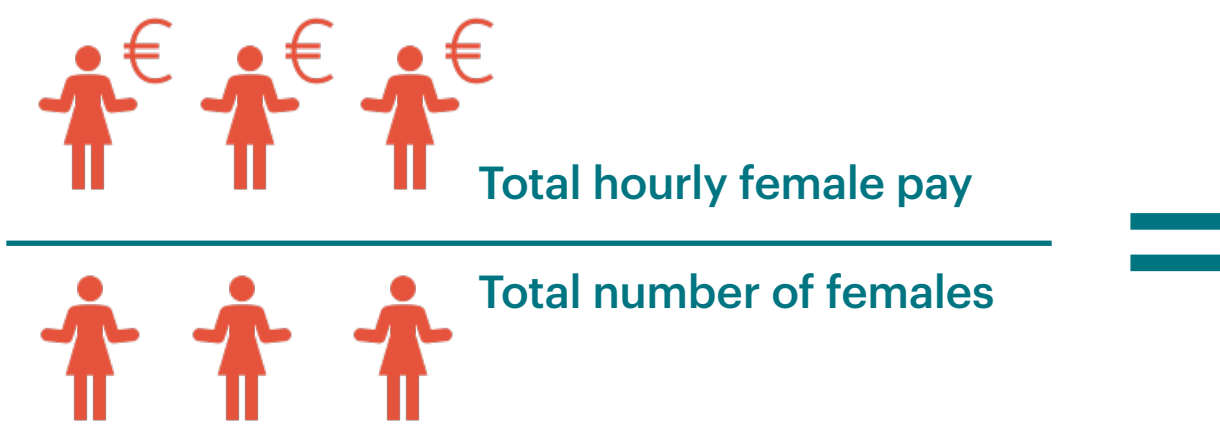 € € €
Total hourly female pay
=
Total number of females